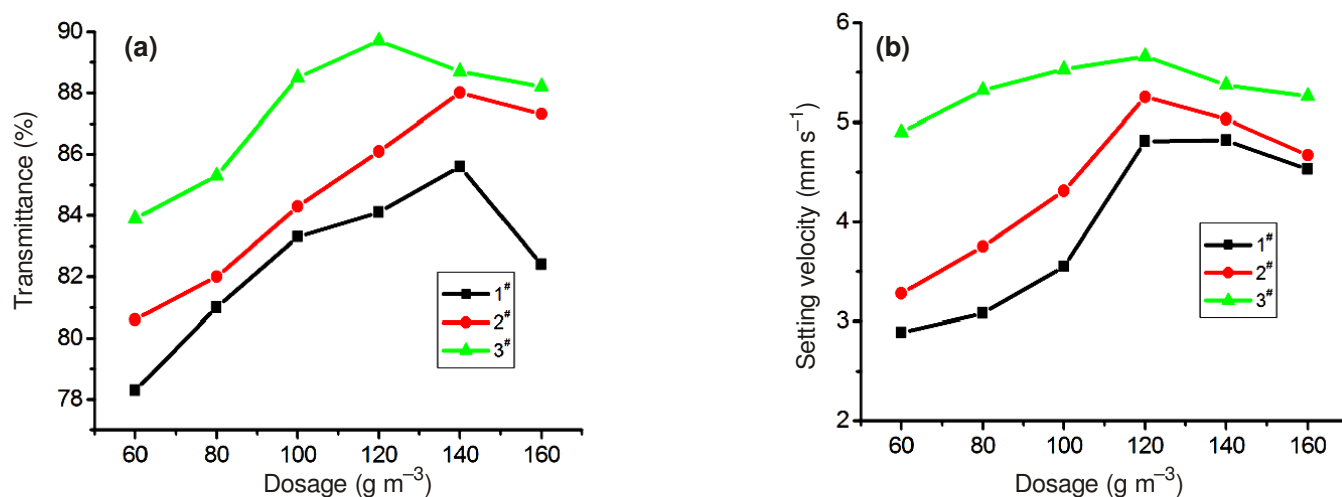 (a)
Transmittance (%)
90
88
86
84
82
80
78
60 80 100 120 140 160
Dosage (g m⁻³)
1#
2#
3#
(b)
Setting velocity (mm s⁻¹)
6
5
4
3
2
60 80 100 120 140 160
Dosage (g m⁻³)
1#
2#
3#